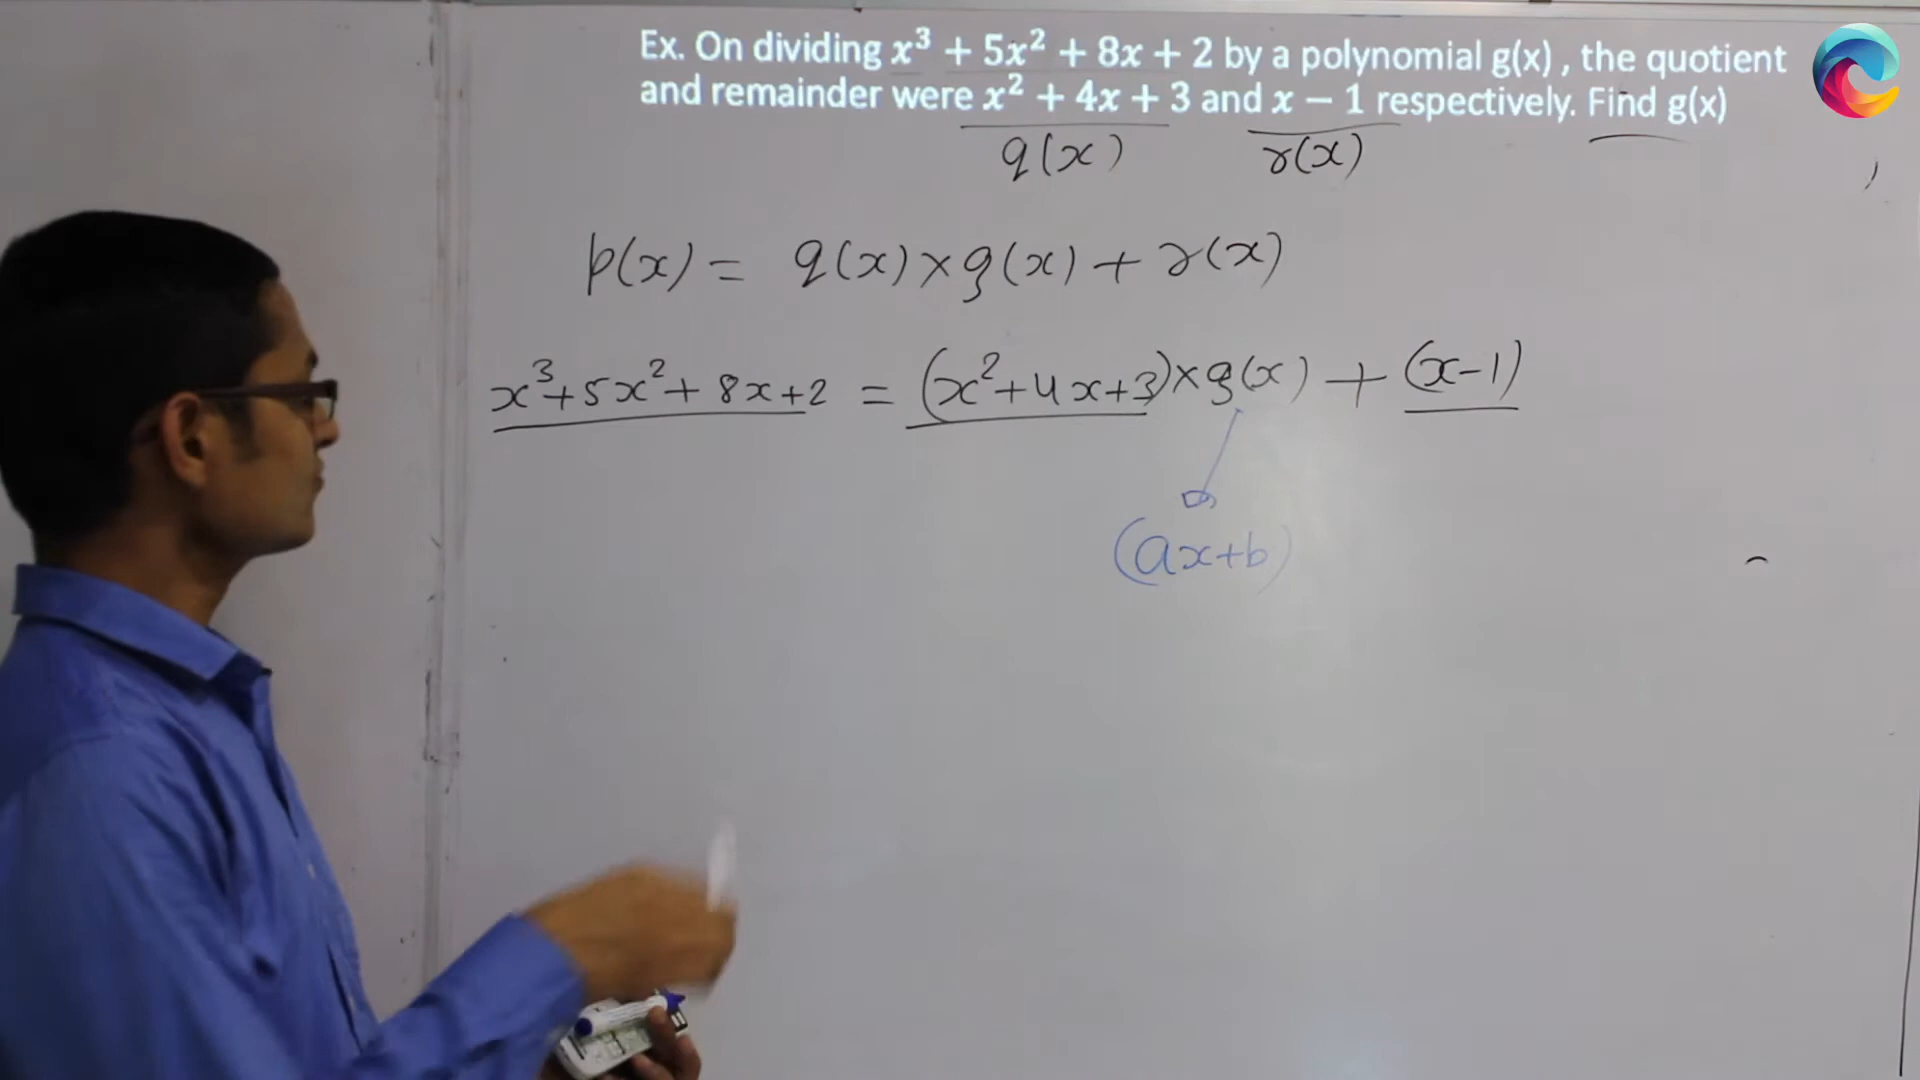 Ex. On dividing x³ + 5x² + 8x + 2 by a polynomial g(x) , the quotient
and remainder were x² + 4x + 3 and x − 1 respectively. Find g(x)
q(x) r(x)
p(x) = q(x) × g(x) + r(x)
x³+5x²+ 8x+2 = (x²+4x+3)×g(x) + (x-1)
(ax+b)